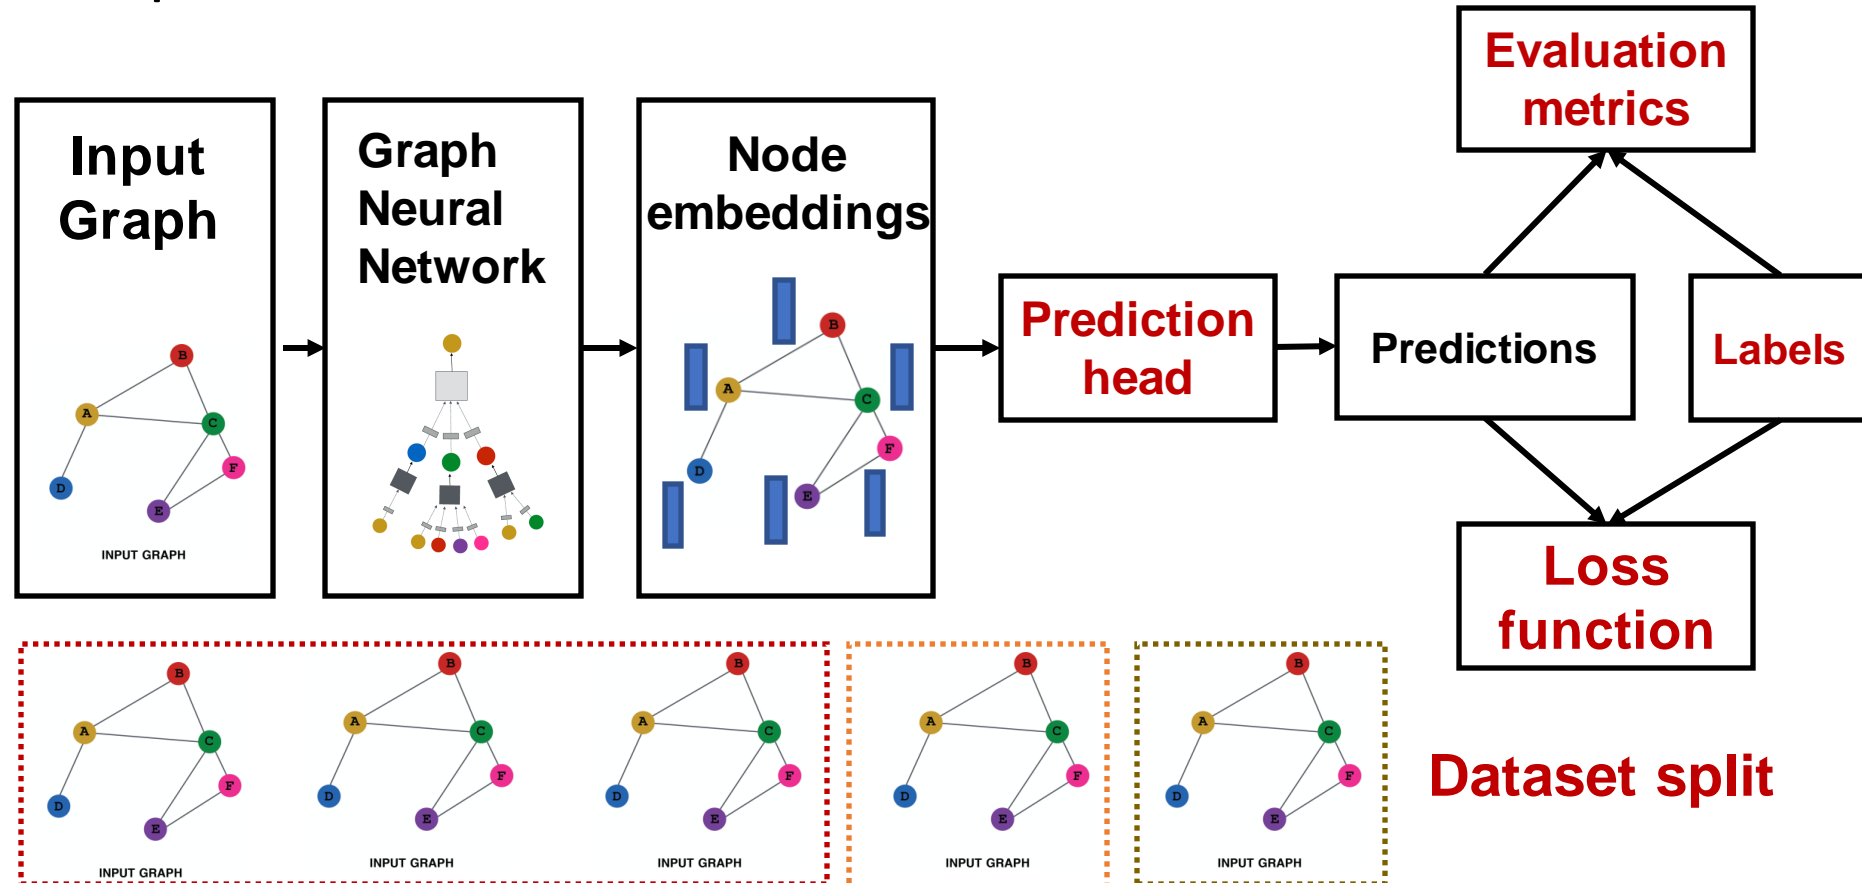 Input
Graph
B
A
C
F
D
E
INPUT GRAPH
Graph
Neural
Network
Node
embeddings
B
A
C
F
D
E
Prediction
head
Predictions
Labels
Evaluation
metrics
Loss
function
B
A
C
F
D
E
INPUT GRAPH
B
A
C
F
D
E
INPUT GRAPH
B
A
C
F
D
E
INPUT GRAPH
B
A
C
F
D
E
INPUT GRAPH
B
A
C
F
D
E
INPUT GRAPH
Dataset split